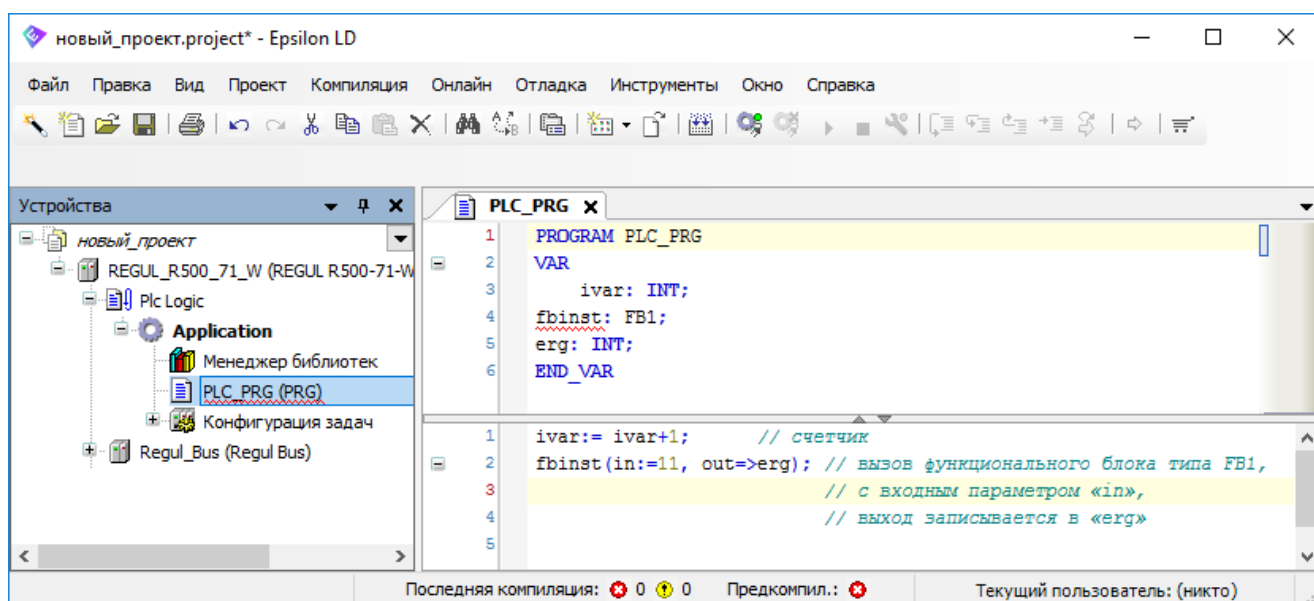 новый_проект.project* - Epsilon LD
Файл Правка Вид Проект Компиляция Онлайн Отладка Инструменты Окно Справка
Устройства
новый_проект
REGUL_R500_71_W (REGUL R500-71-W
Plc Logic
Application
Менеджер библиотек
PLC_PRG (PRG)
Конфигурация задач
Regul_Bus (Regul Bus)
PLC_PRG
1 PROGRAM PLC_PRG
2 VAR
3 ivar: INT;
4 fbinst: FB1;
5 erg: INT;
6 END_VAR
1 ivar:= ivar+1; // счетчик
2 fbinst(in:=11, out=>erg); // вызов функционального блока типа FB1,
3 // с входным параметром «in»,
4 // выход записывается в «erg»
5
Последняя компиляция: 0 0 Предкомпил.: Текущий пользователь: (никто)